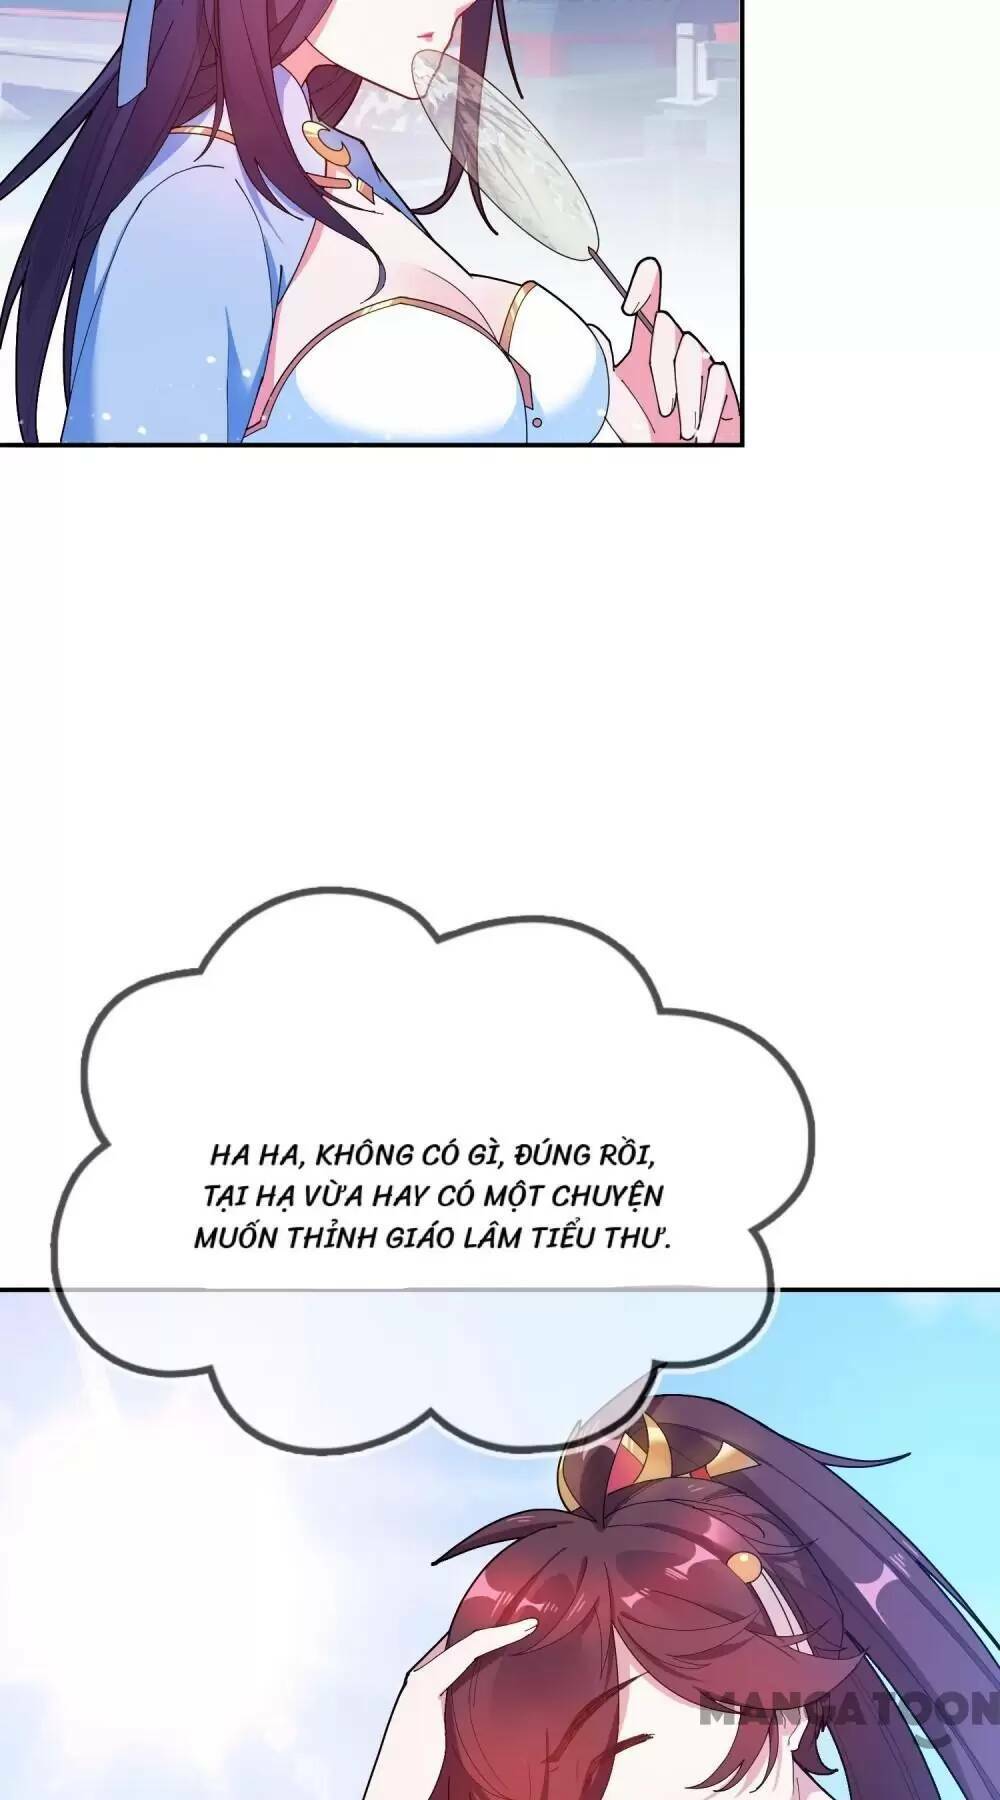 HA HA, KHÔNG CÓ GÌ, ĐÚNG RỒI,
TẠI HẠ VỪA HAY CÓ MỘT CHUYỆN
MUỐN THỈNH GIÁO LÂM TIỂU THƯ.
MANGATOON